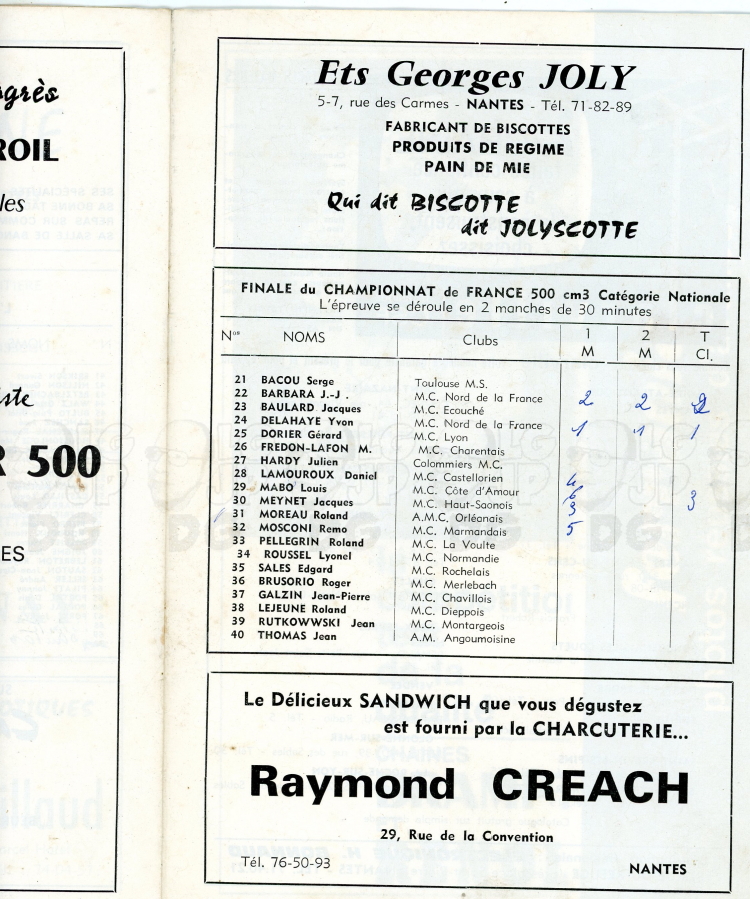 ROIL
les
R 500
ES
Ets Georges JOLY
5-7, rue des Carmes - NANTES - Tél. 71-82-89
FABRICANT DE BISCOTTES
PRODUITS DE REGIME
PAIN DE MIE
Qui dit BISCOTTE
dit JOLYSCOTTE
FINALE du CHAMPIONNAT de FRANCE 500 cm3 Catégorie Nationale
L'épreuve se déroule en 2 manches de 30 minutes
Nos NOMS Clubs 1 M 2 M T Cl.
21 BACOU Serge Toulouse M.S.
22 BARBARA J.-J. M.C. Nord de la France 2 2 2
23 BAULARD Jacques M.C. Ecouché
24 DELAHAYE Yvon M.C. Nord de la France 1 1 1
25 DORIER Gérard M.C. Lyon
26 FREDON-LAFON M. M.C. Charentais
27 HARDY Julien Colommiers M.C.
28 LAMOUROUX Daniel M.C. Castellorien 4
29 MABO Louis M.C. Côte d'Amour 6 3
30 MEYNET Jacques M.C. Haut-Saonois 3
31 MOREAU Roland A.M.C. Orléanais
32 MOSCONI Remo M.C. Marmandais 5
33 PELLEGRIN Roland M.C. La Voulte
34 ROUSSEL Lyonel M.C. Normandie
35 SALES Edgard M.C. Rochelais
36 BRUSORIO Roger M.C. Merlebach
37 GALZIN Jean-Pierre M.C. Chavillois
38 LEJEUNE Roland M.C. Dieppois
39 RUTKOWWSKI Jean M.C. Montargeois
40 THOMAS Jean A.M. Angoumoisine
Le Délicieux SANDWICH que vous dégustez
est fourni par la CHARCUTERIE...
Raymond CREACH
29, Rue de la Convention
Tél. 76-50-93 NANTES